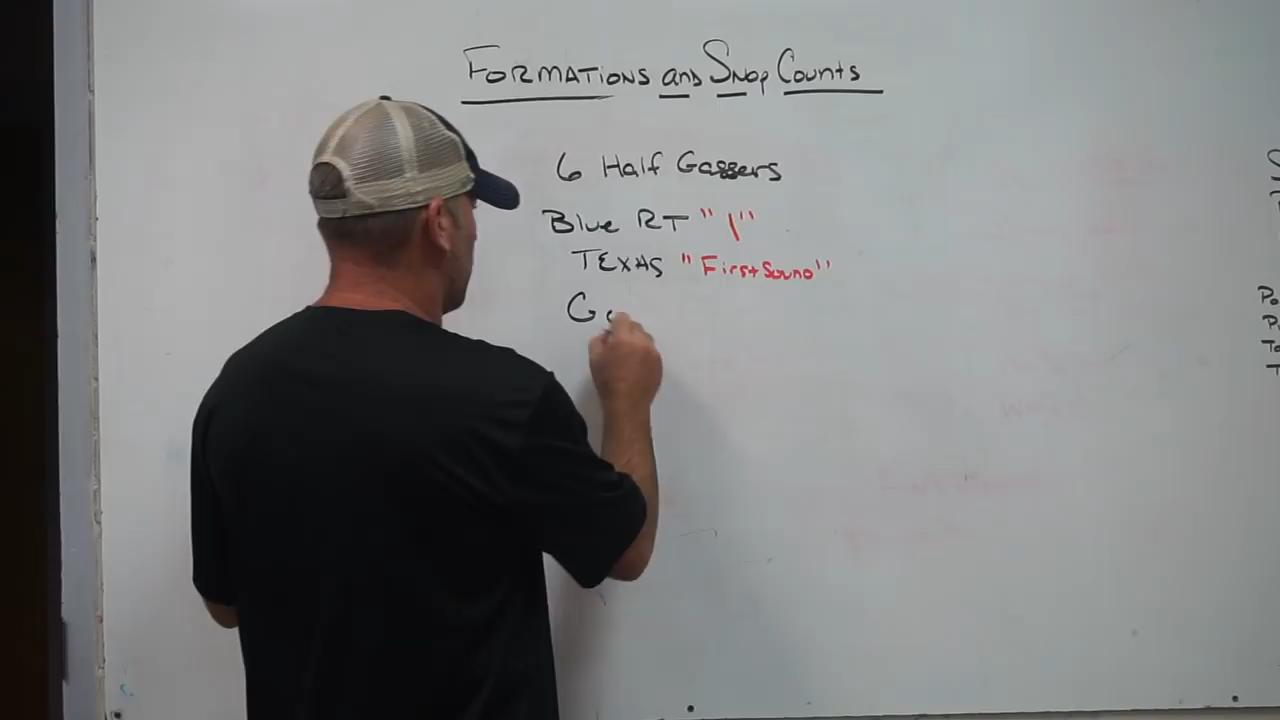 Formations and Snap Counts
6 Half Gassers
Blue RT "1"
TEXAS "First Sound"